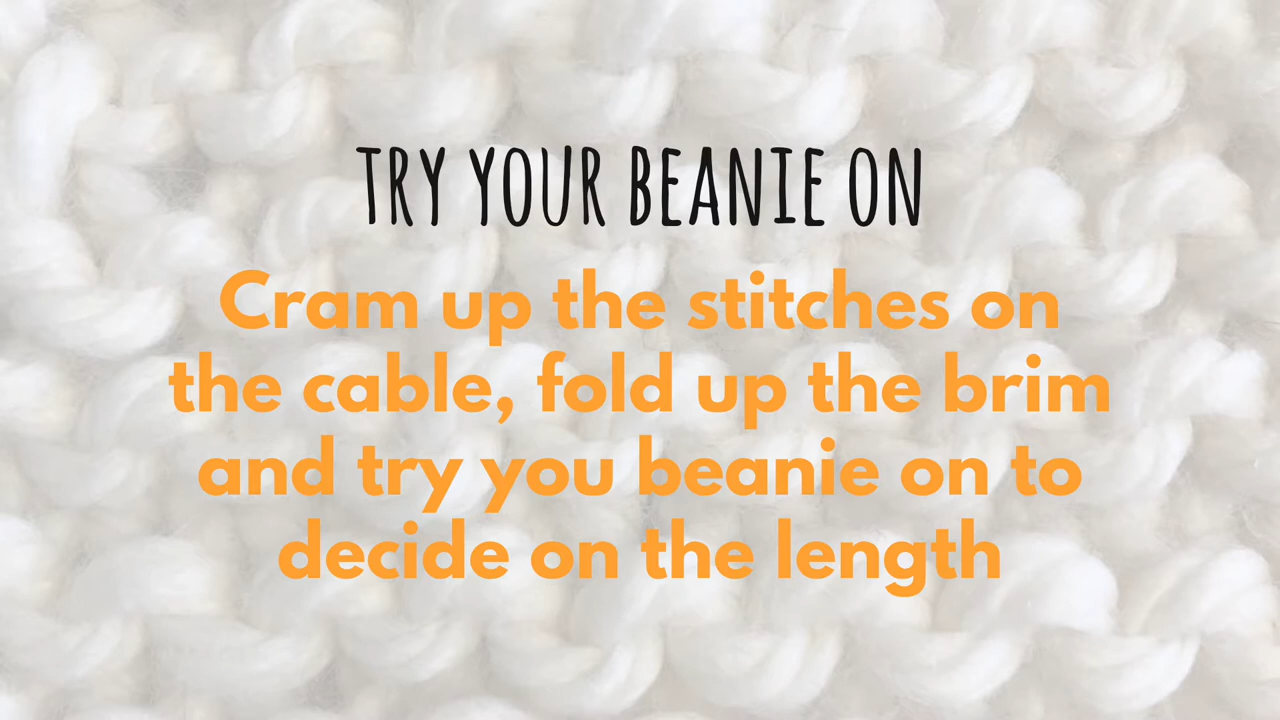 TRY YOUR BEANIE ON
Cram up the stitches on
the cable, fold up the brim
and try you beanie on to
decide on the length